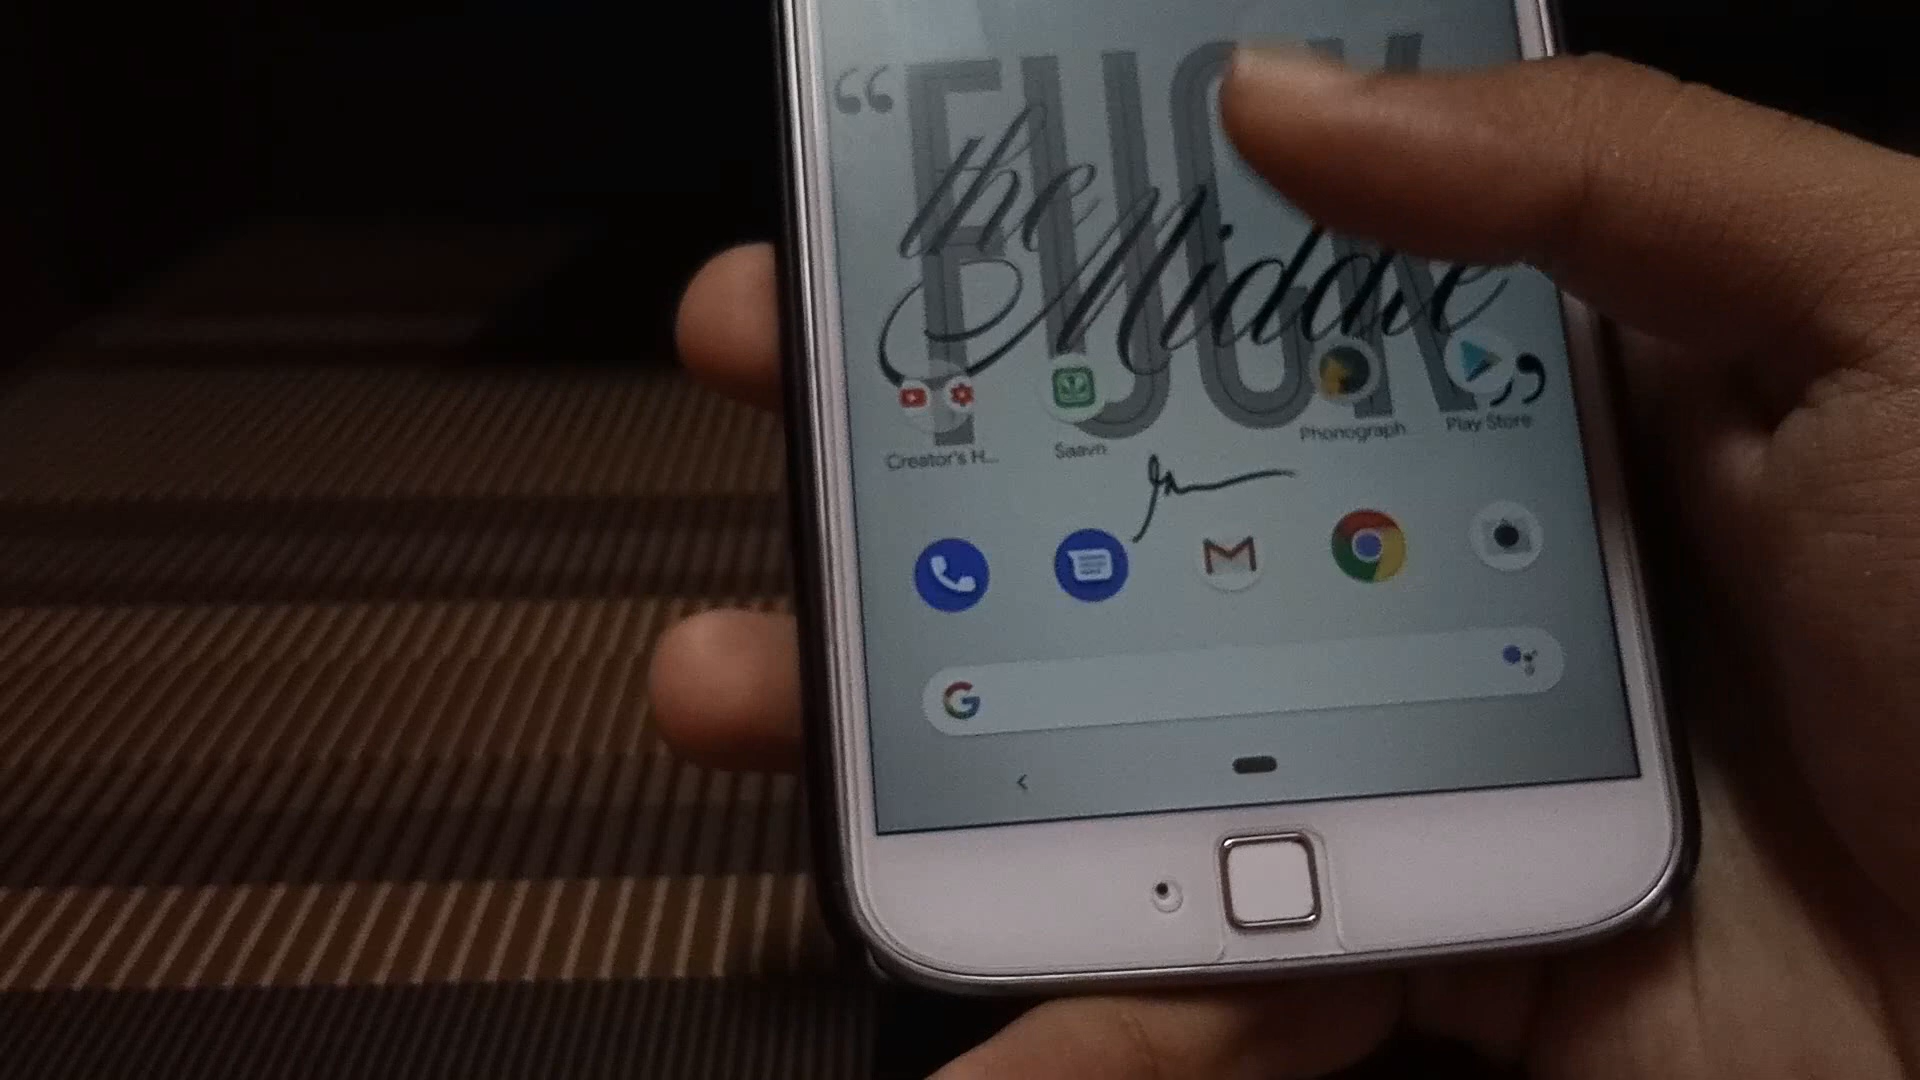 “FUCK
the Middle”
Creator's H...
Saavn
Phonograph
Play Store
G